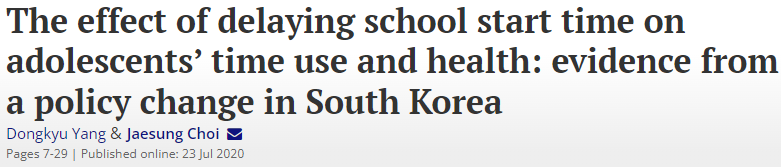 The effect of delaying school start time on
adolescents’ time use and health: evidence from
a policy change in South Korea
Dongkyu Yang & Jaesung Choi
Pages 7-29 | Published online: 23 Jul 2020